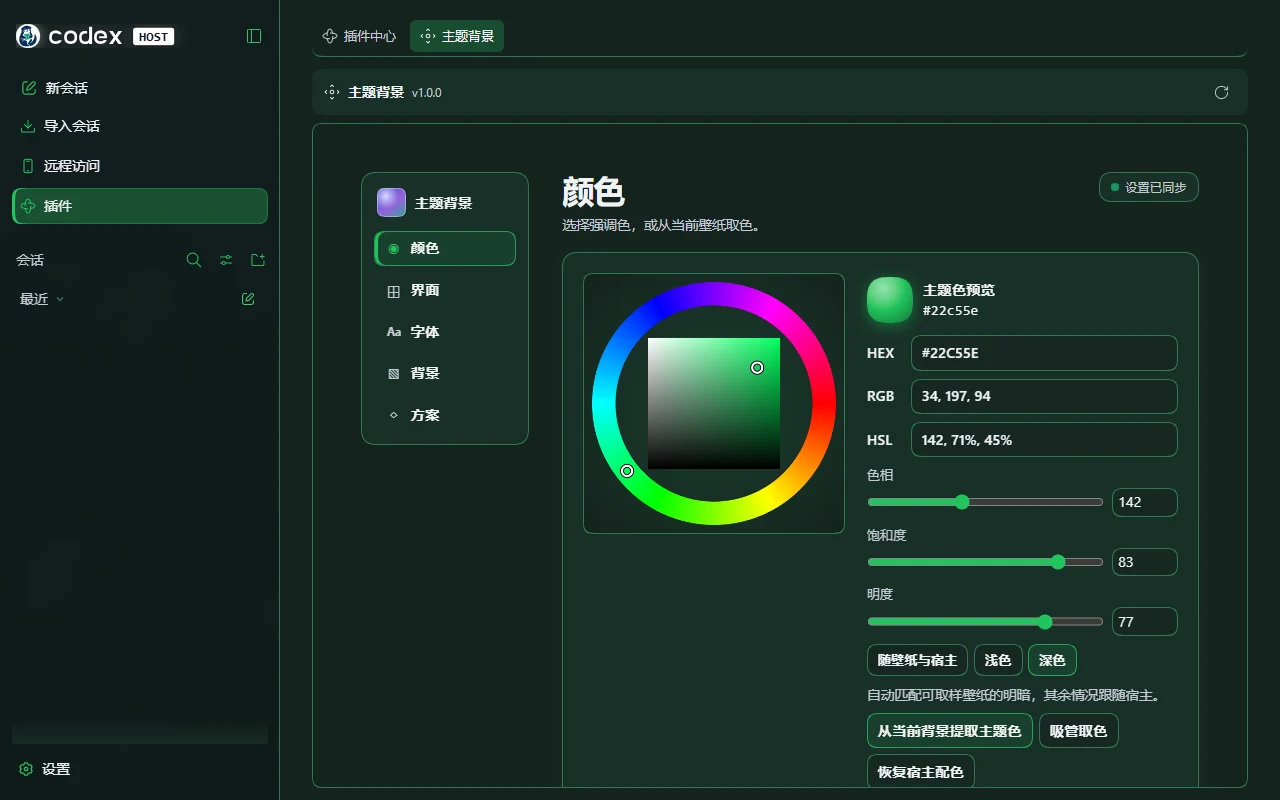 codex HOST
新会话
导入会话
远程访问
插件
会话
最近
设置
插件中心
主题背景
主题背景 v1.0.0
主题背景
颜色
界面
Aa 字体
背景
方案
颜色
选择强调色，或从当前壁纸取色。
设置已同步
主题色预览
#22c55e
HEX #22C55E
RGB 34, 197, 94
HSL 142, 71%, 45%
色相
142
饱和度
83
明度
77
随壁纸与宿主 浅色 深色
自动匹配可取样壁纸的明暗，其余情况跟随宿主。
从当前背景提取主题色 吸管取色
恢复宿主配色